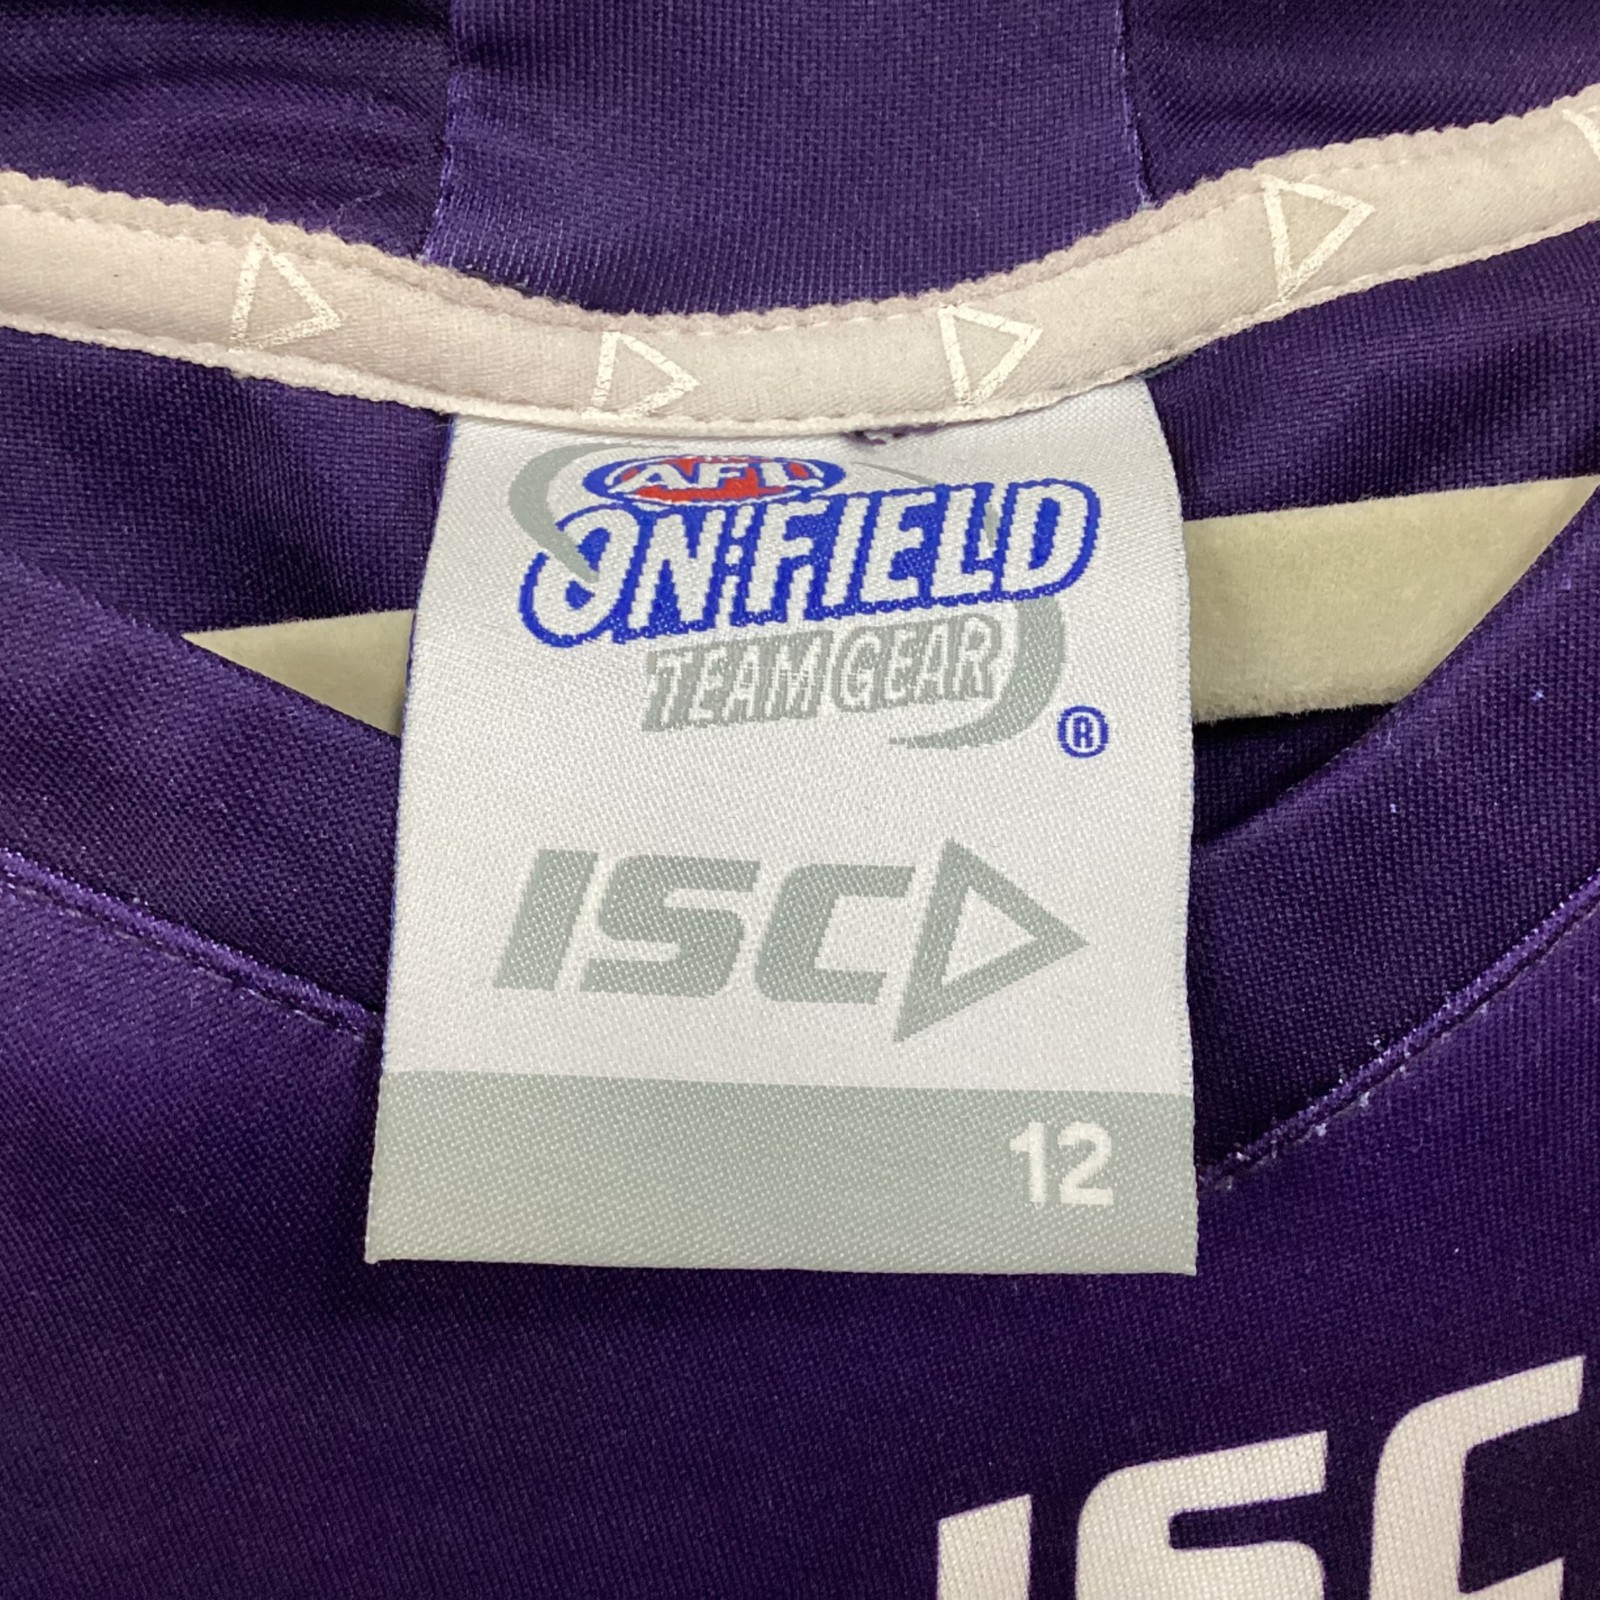 AFL
ON:FIELD
TEAM GEAR
®
ISC
12
ISC